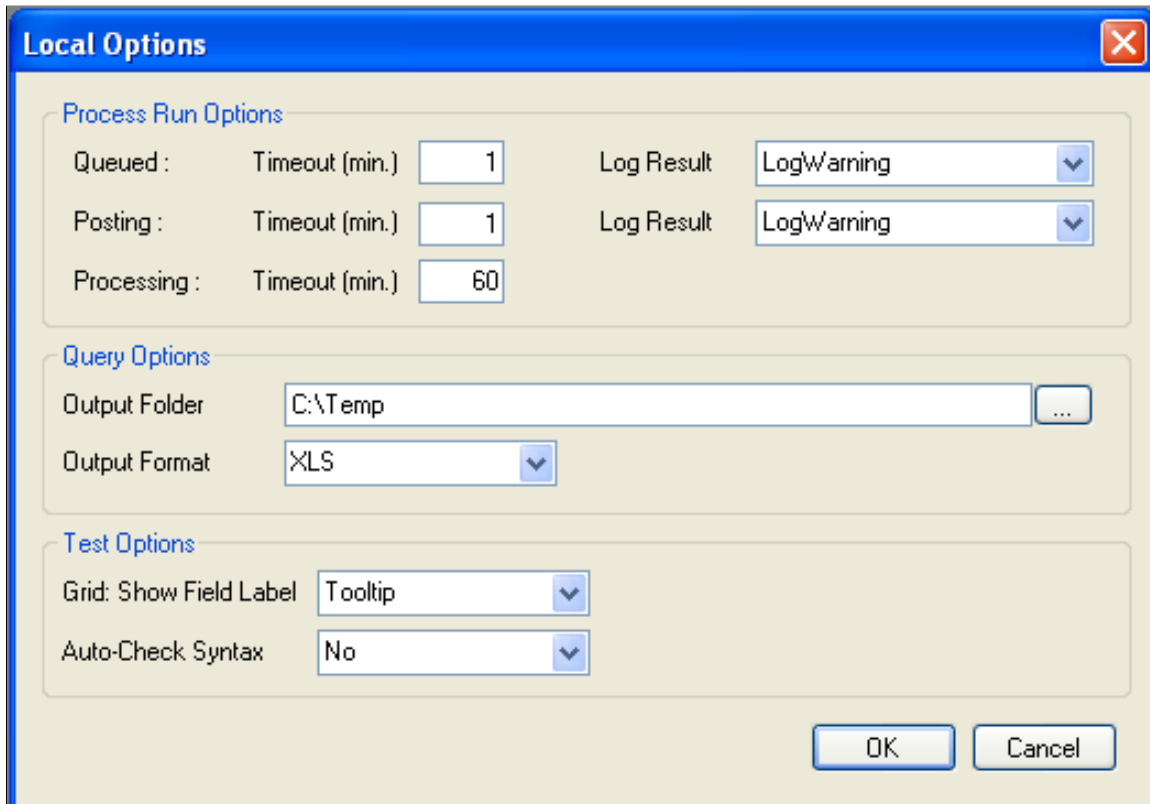 Local Options
Process Run Options
Queued : Timeout (min.) 1 Log Result LogWarning
Posting : Timeout (min.) 1 Log Result LogWarning
Processing : Timeout (min.) 60
Query Options
Output Folder C:\Temp ...
Output Format XLS
Test Options
Grid: Show Field Label Tooltip
Auto-Check Syntax No
OK Cancel